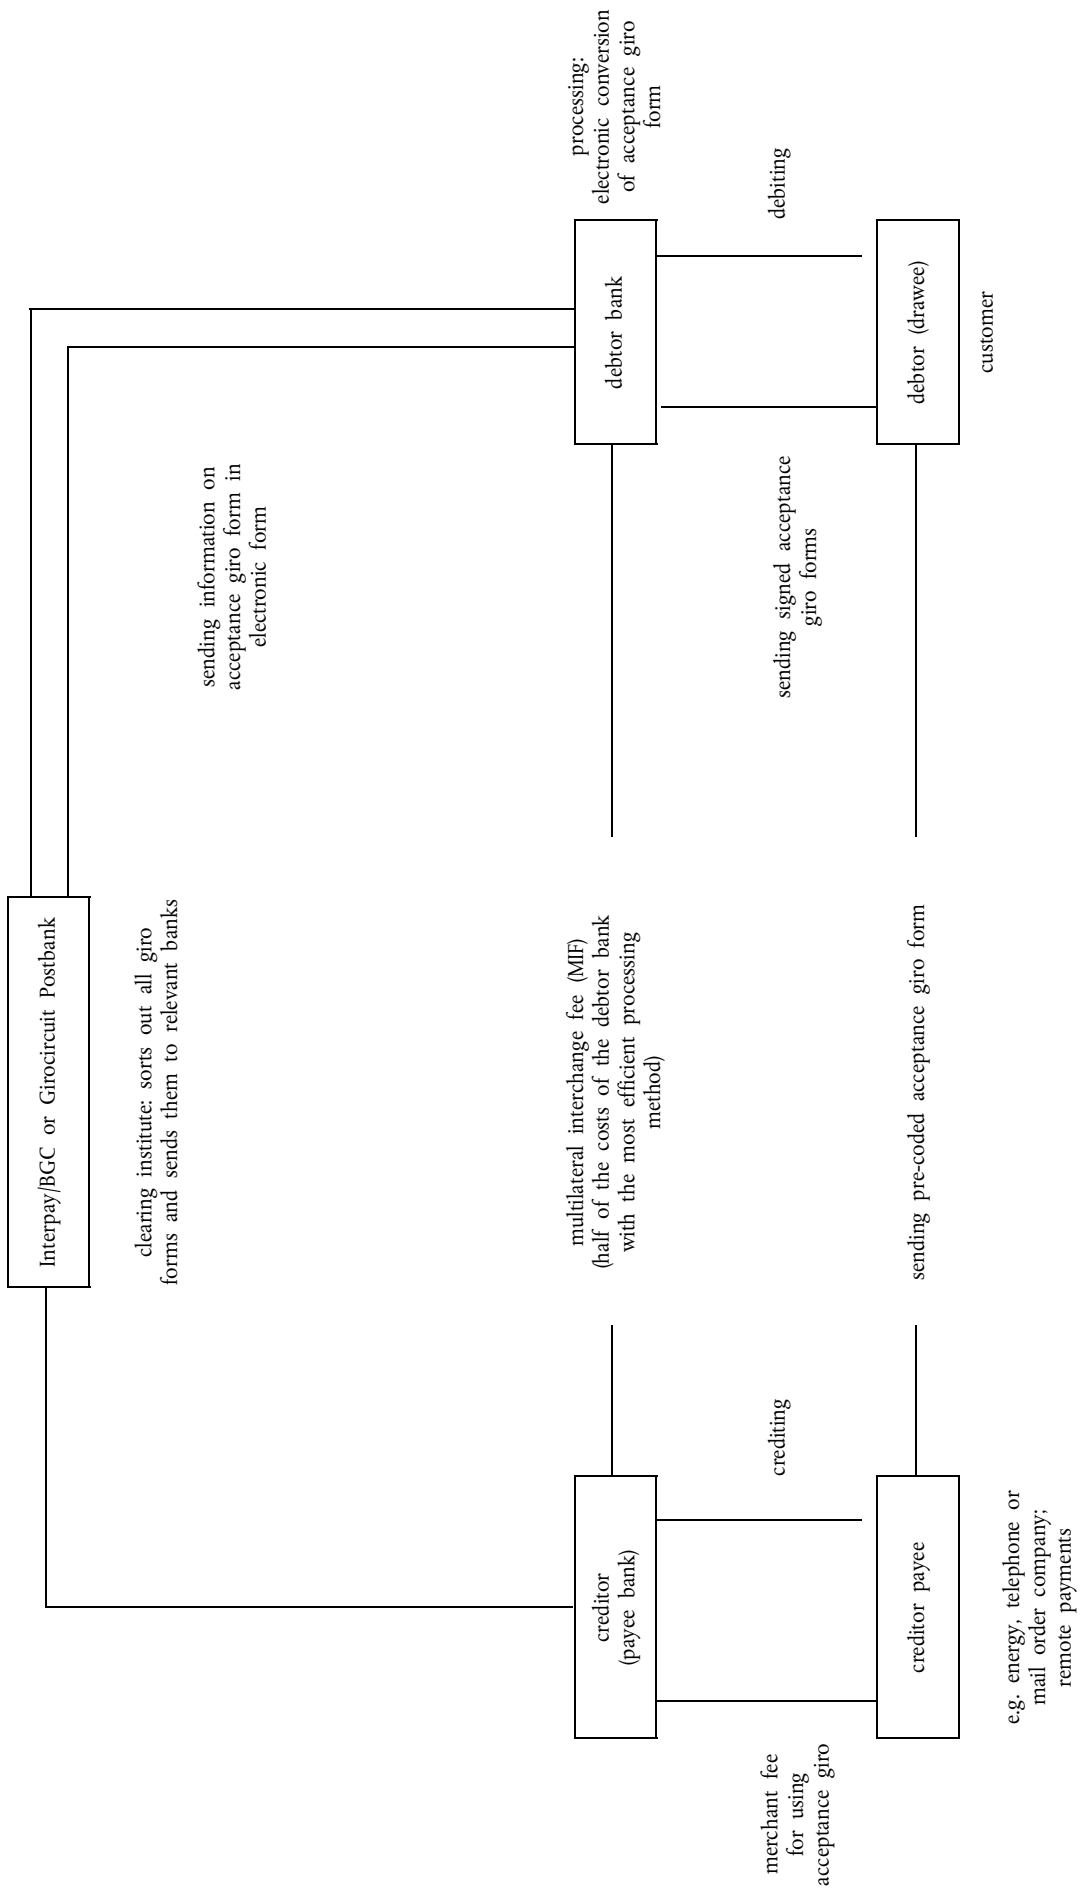 Interpay/BGC or Girocircuit Postbank
clearing institute: sorts out all giro
forms and sends them to relevant banks
sending information on
acceptance giro form in
electronic form
creditor
(payee bank)
multilateral interchange fee (MIF)
(half of the costs of the debtor bank
with the most efficient processing
method)
debtor bank
processing:
electronic conversion
of acceptance giro
form
merchant fee
for using
acceptance giro
crediting
sending signed acceptance
giro forms
debiting
creditor payee
sending pre-coded acceptance giro form
debtor (drawee)
e.g. energy, telephone or
mail order company;
remote payments
customer